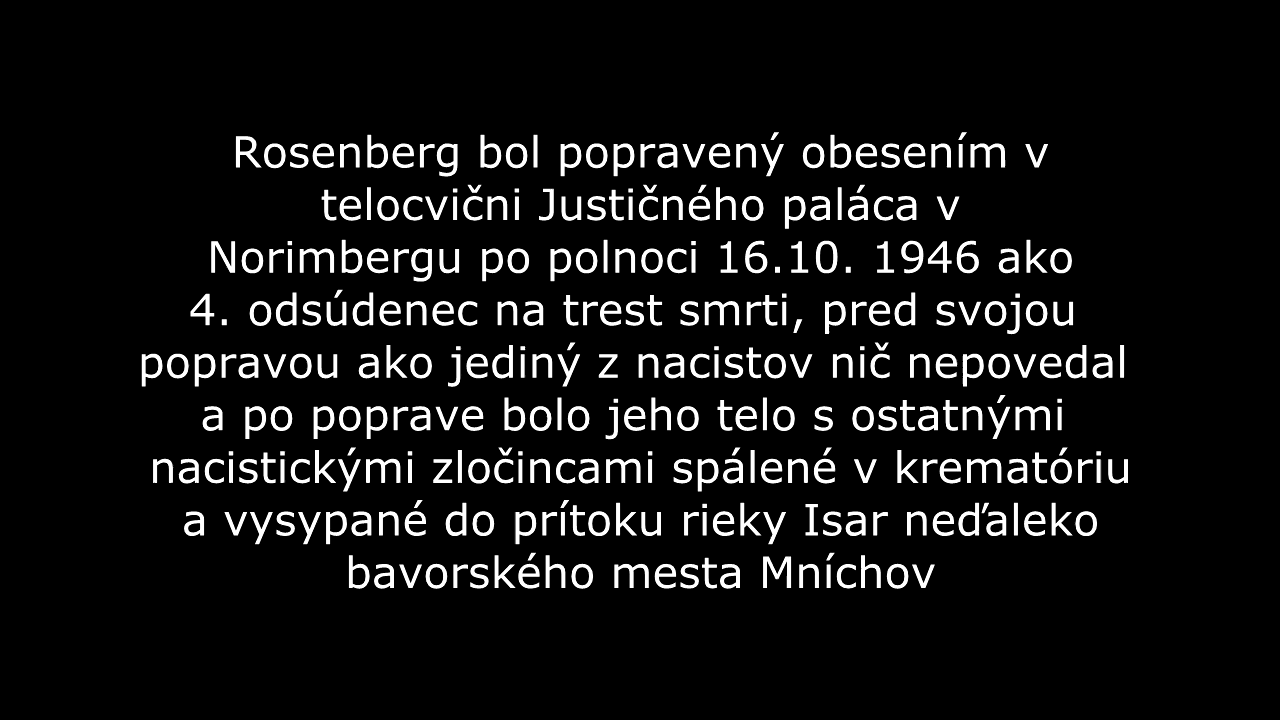 Rosenberg bol popravený obesením v
telocvični Justičného paláca v
Norimbergu po polnoci 16.10. 1946 ako
4. odsúdenec na trest smrti, pred svojou
popravou ako jediný z nacistov nič nepovedal
a po poprave bolo jeho telo s ostatnými
nacistickými zločincami spálené v krematóriu
a vysypané do prítoku rieky Isar neďaleko
bavorského mesta Mníchov